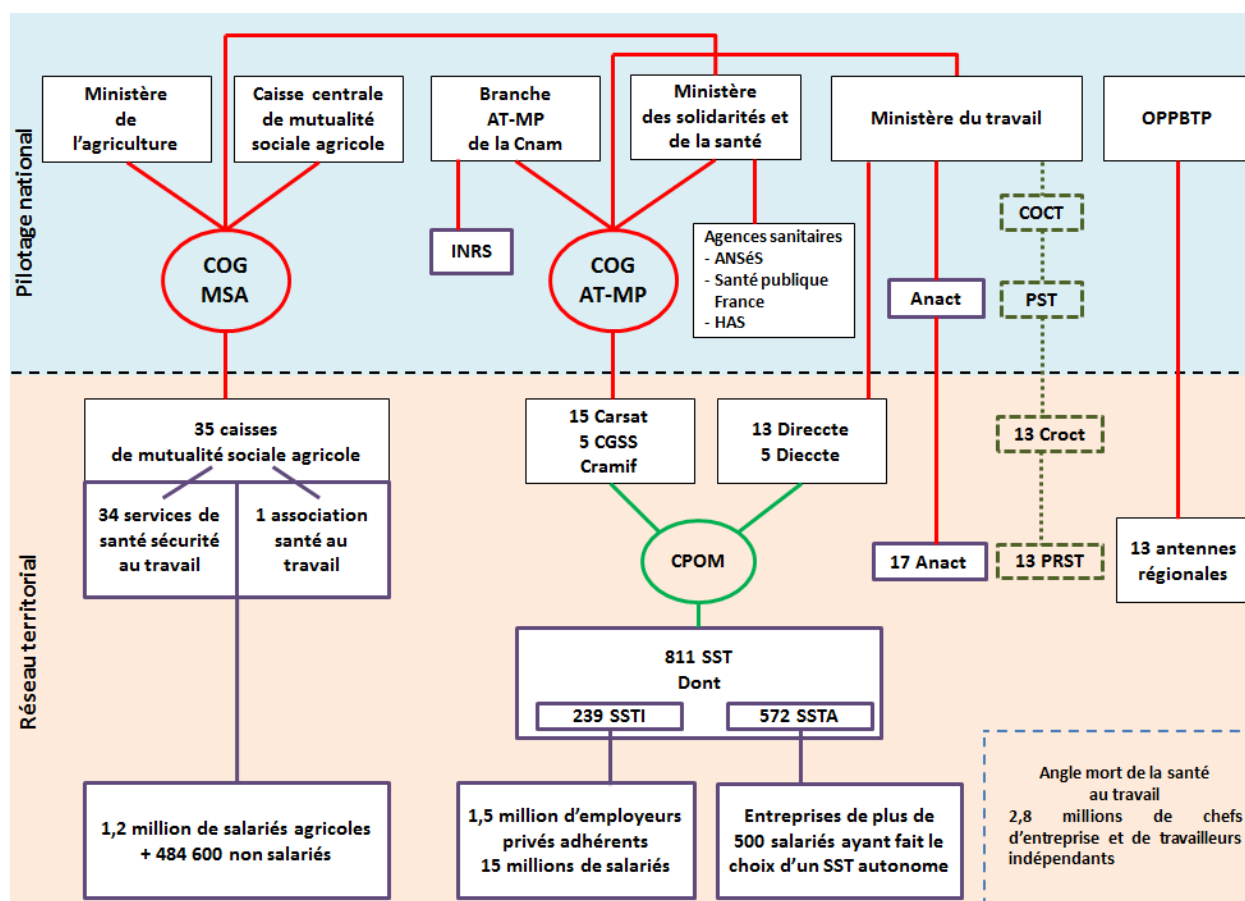 Pilotage national
Ministère
de
l'agriculture
Caisse centrale
de mutualité
sociale agricole
Branche
AT-MP
de la Cnam
Ministère
des solidarités et
de la santé
Ministère du travail
OPPBTP
COG
MSA
INRS
COG
AT-MP
Agences sanitaires
- ANSéS
- Santé publique
France
- HAS
Anact
COCT
PST
Réseau territorial
35 caisses
de mutualité sociale agricole
34 services de
santé sécurité
au travail
1 association
santé au
travail
15 Carsat
5 CGSS
Cramif
13 Direccte
5 Dieccte
CPOM
17 Anact
13 Croct
13 PRST
13 antennes
régionales
811 SST
Dont
239 SSTI
572 SSTA
1,2 million de salariés agricoles
+ 484 600 non salariés
1,5 million d'employeurs
privés adhérents
15 millions de salariés
Entreprises de plus de
500 salariés ayant fait le
choix d'un SST autonome
Angle mort de la santé
au travail
2,8 millions de chefs
d'entreprise et de travailleurs
indépendants